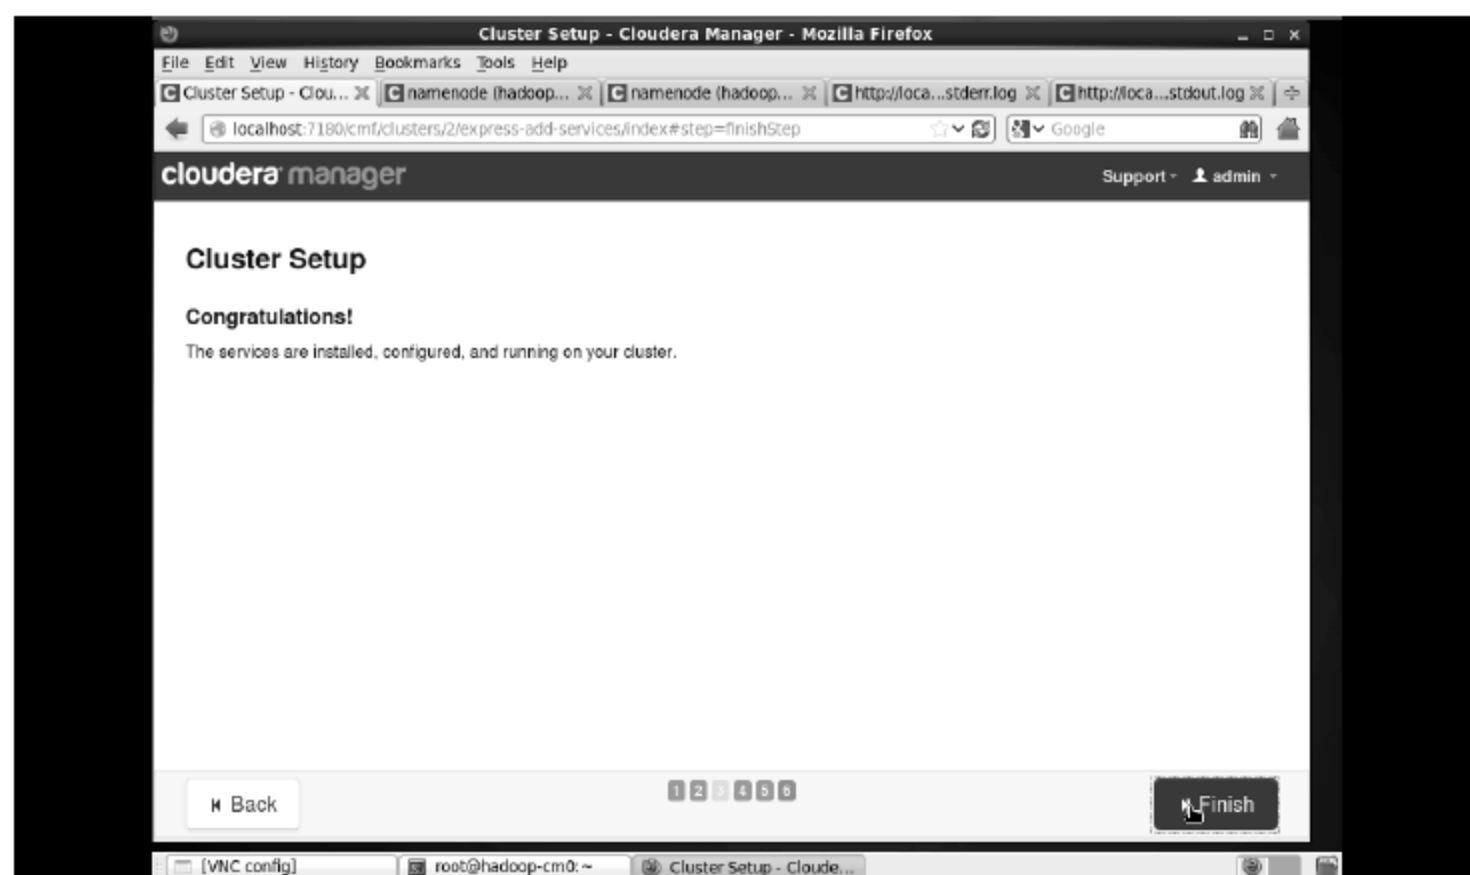 Cluster Setup - Cloudera Manager - Mozilla Firefox
File Edit View History Bookmarks Tools Help
Cluster Setup - Clou... namenode (hadoop... namenode (hadoop... http://loca...stderr.log http://loca...stdout.log
localhost:7180/cmf/clusters/2/express-add-services/index#step=finishStep Google
cloudera manager Support admin
Cluster Setup
Congratulations!
The services are installed, configured, and running on your cluster.
1 2 3 4 5 6
Back Finish
[VNC config] root@hadoop-cm0:~ Cluster Setup - Cloude...